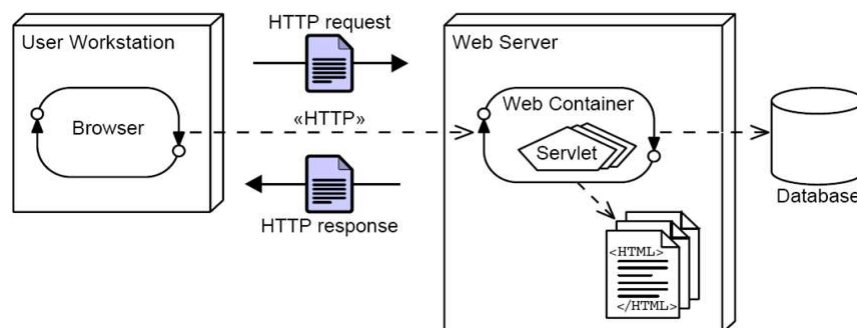 User Workstation
HTTP request
Web Server
Browser
«HTTP»
Web Container
Servlet
HTTP response
Database
<HTML>
</HTML>